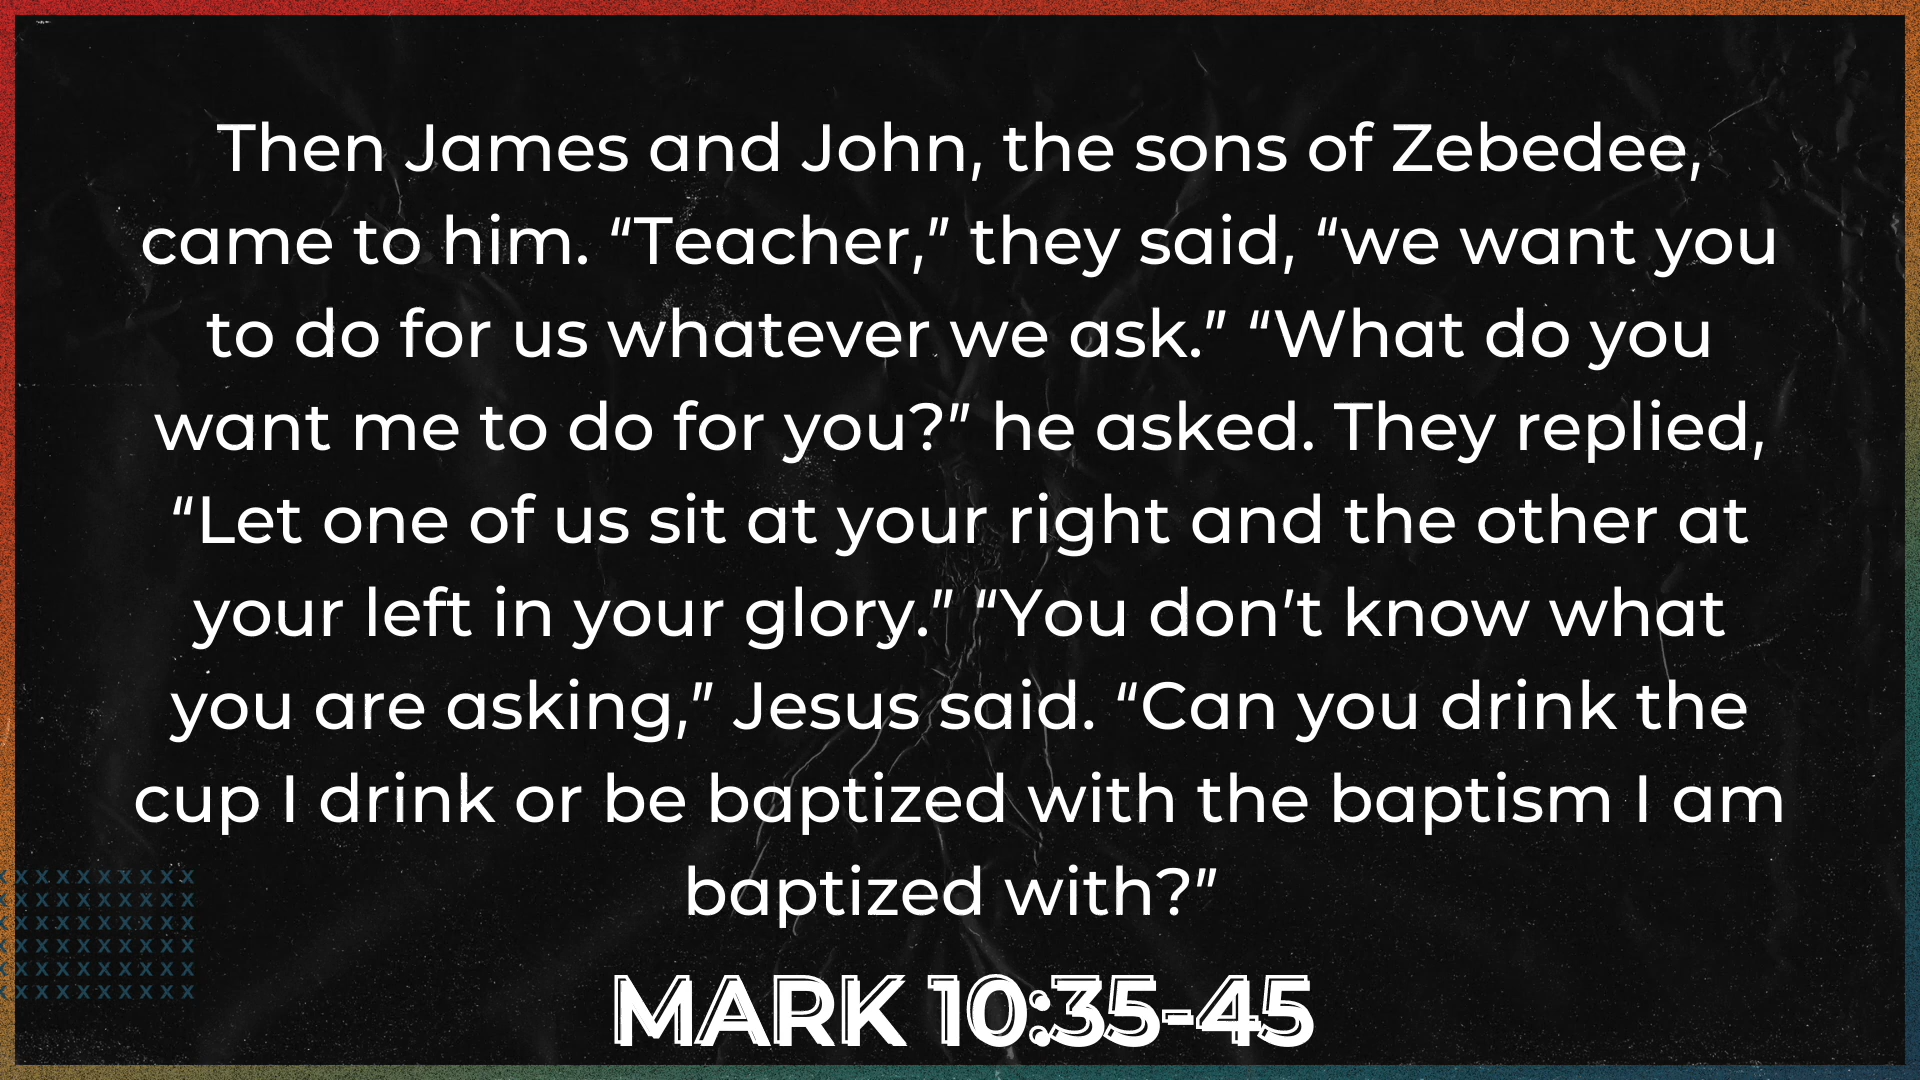 Then James and John, the sons of Zebedee,
came to him. “Teacher,” they said, “we want you
to do for us whatever we ask.” “What do you
want me to do for you?” he asked. They replied,
“Let one of us sit at your right and the other at
your left in your glory.” “You don’t know what
you are asking,” Jesus said. “Can you drink the
cup I drink or be baptized with the baptism I am
baptized with?”
MARK 10:35-45